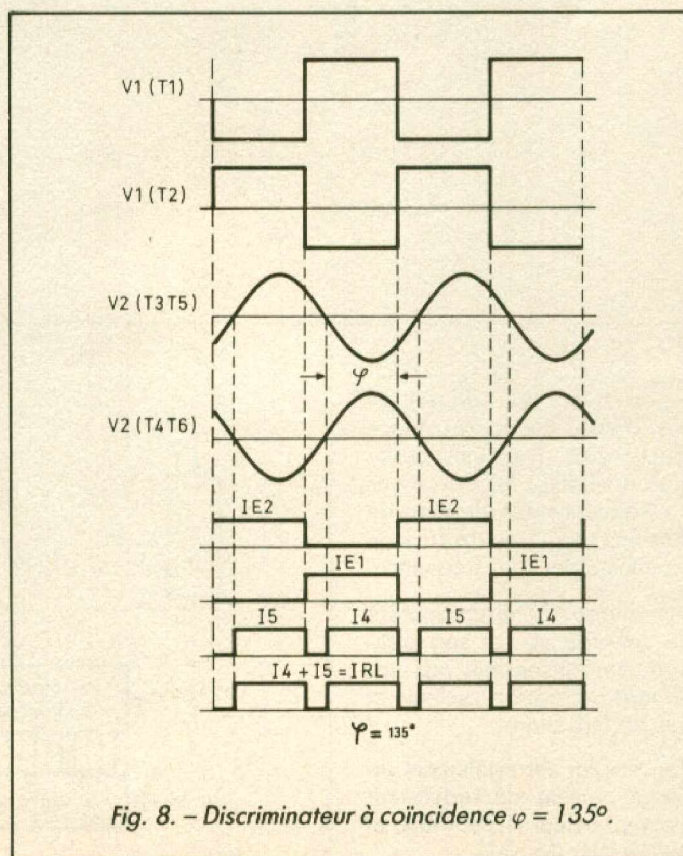 V1 (T1)
V1 (T2)
V2 (T3T5)
φ
V2 (T4T6)
IE2 IE2
IE1 IE1
I5 I4 I5 I4
I4 + I5 = IRL
φ = 135°
Fig. 8. – Discriminateur à coïncidence φ = 135º.